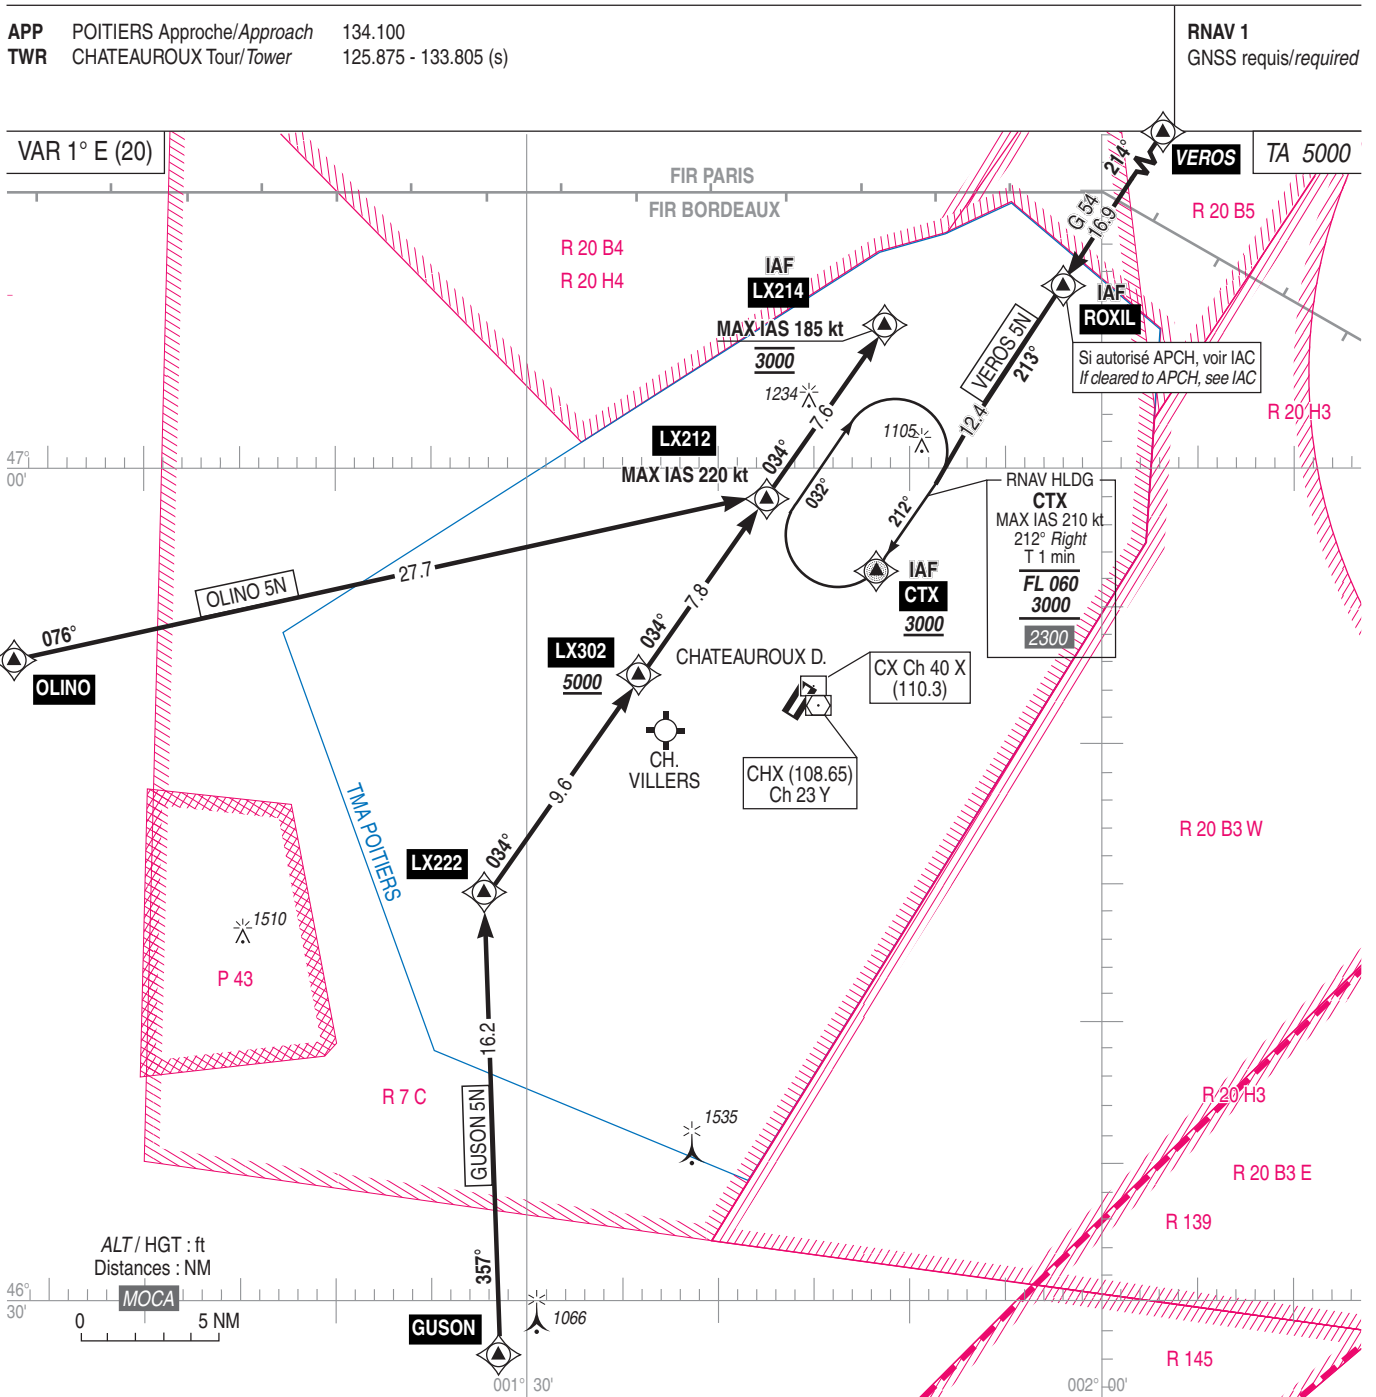 APP POITIERS Approche/Approach 134.100
TWR CHATEAUROUX Tour/Tower 125.875 - 133.805 (s)
RNAV 1
GNSS requis/required
VAR 1° E (20)
VEROS
TA 5000
214°
FIR PARIS
FIR BORDEAUX
G 54
16.9
R 20 B5
R 20 B4
R 20 H4
IAF
LX214
MAX IAS 185 kt
3000
IAF
ROXIL
VEROS 5N
213°
Si autorisé APCH, voir IAC
If cleared to APCH, see IAC
1234
7.6
12.4
R 20 H3
1105
LX212
MAX IAS 220 kt
034°
47°
00'
032°
212°
RNAV HLDG
CTX
MAX IAS 210 kt
212° Right
T 1 min
FL 060
3000
2300
IAF
CTX
3000
27.7
OLINO 5N
076°
OLINO
7.8
034°
LX302
5000
CHATEAUROUX D.
CX Ch 40 X
(110.3)
CH.
VILLERS
CHX (108.65)
Ch 23 Y
9.6
TMA POITIERS
034°
LX222
R 20 B3 W
1510
P 43
16.2
R 7 C
GUSON 5N
1535
R 20 H3
R 20 B3 E
R 139
357°
ALT / HGT : ft
Distances : NM
MOCA
0 5 NM
46°
30'
GUSON
1066
R 145
001° 30'
002° 00'